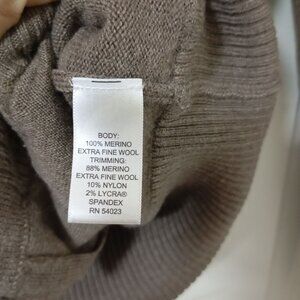 BODY:
100% MERINO
EXTRA FINE WOOL
TRIMMING:
88% MERINO
EXTRA FINE WOOL
10% NYLON
2% LYCRA®
SPANDEX
RN 54023